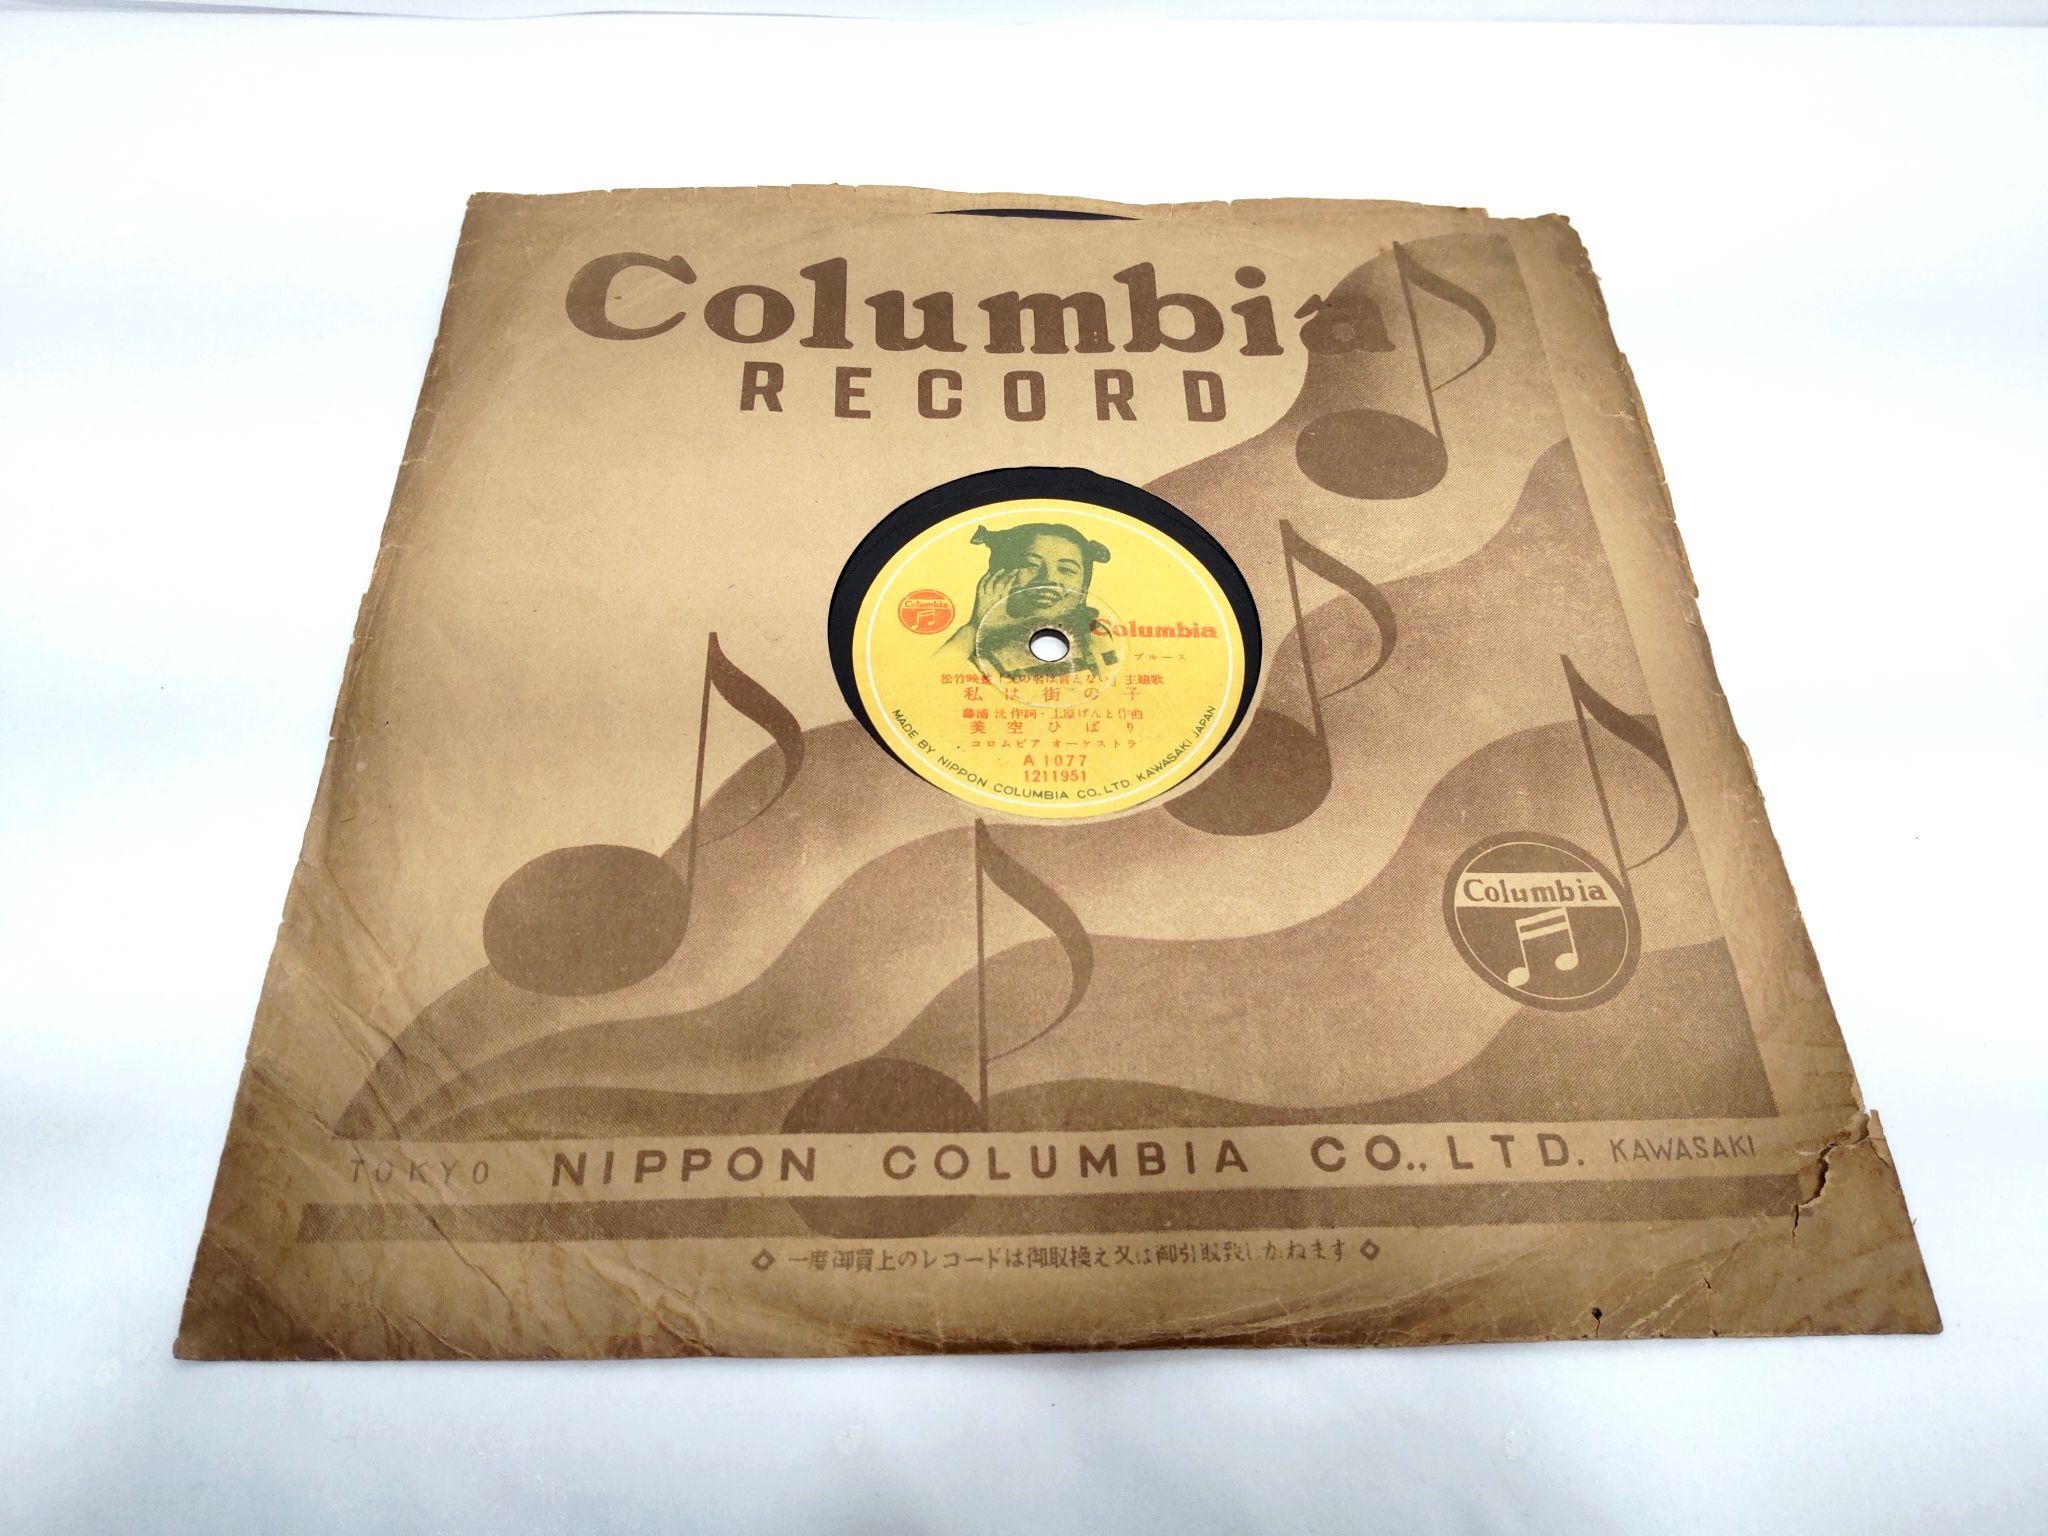 Columbia
RECORD
Columbia
Columbia
ブルース
松竹映画「父の名は言えない」主題歌
私は街の子
藤浦 洸 作詞・上原げんと作曲
美空ひばり
コロムビア オーケストラ
A 1077
1211951
MADE BY NIPPON COLUMBIA CO., LTD. KAWASAKI JAPAN
Columbia
TOKYO NIPPON COLUMBIA CO., LTD. KAWASAKI
◇ 一度御買上のレコードは御取換え又は御引取致しかねます ◇